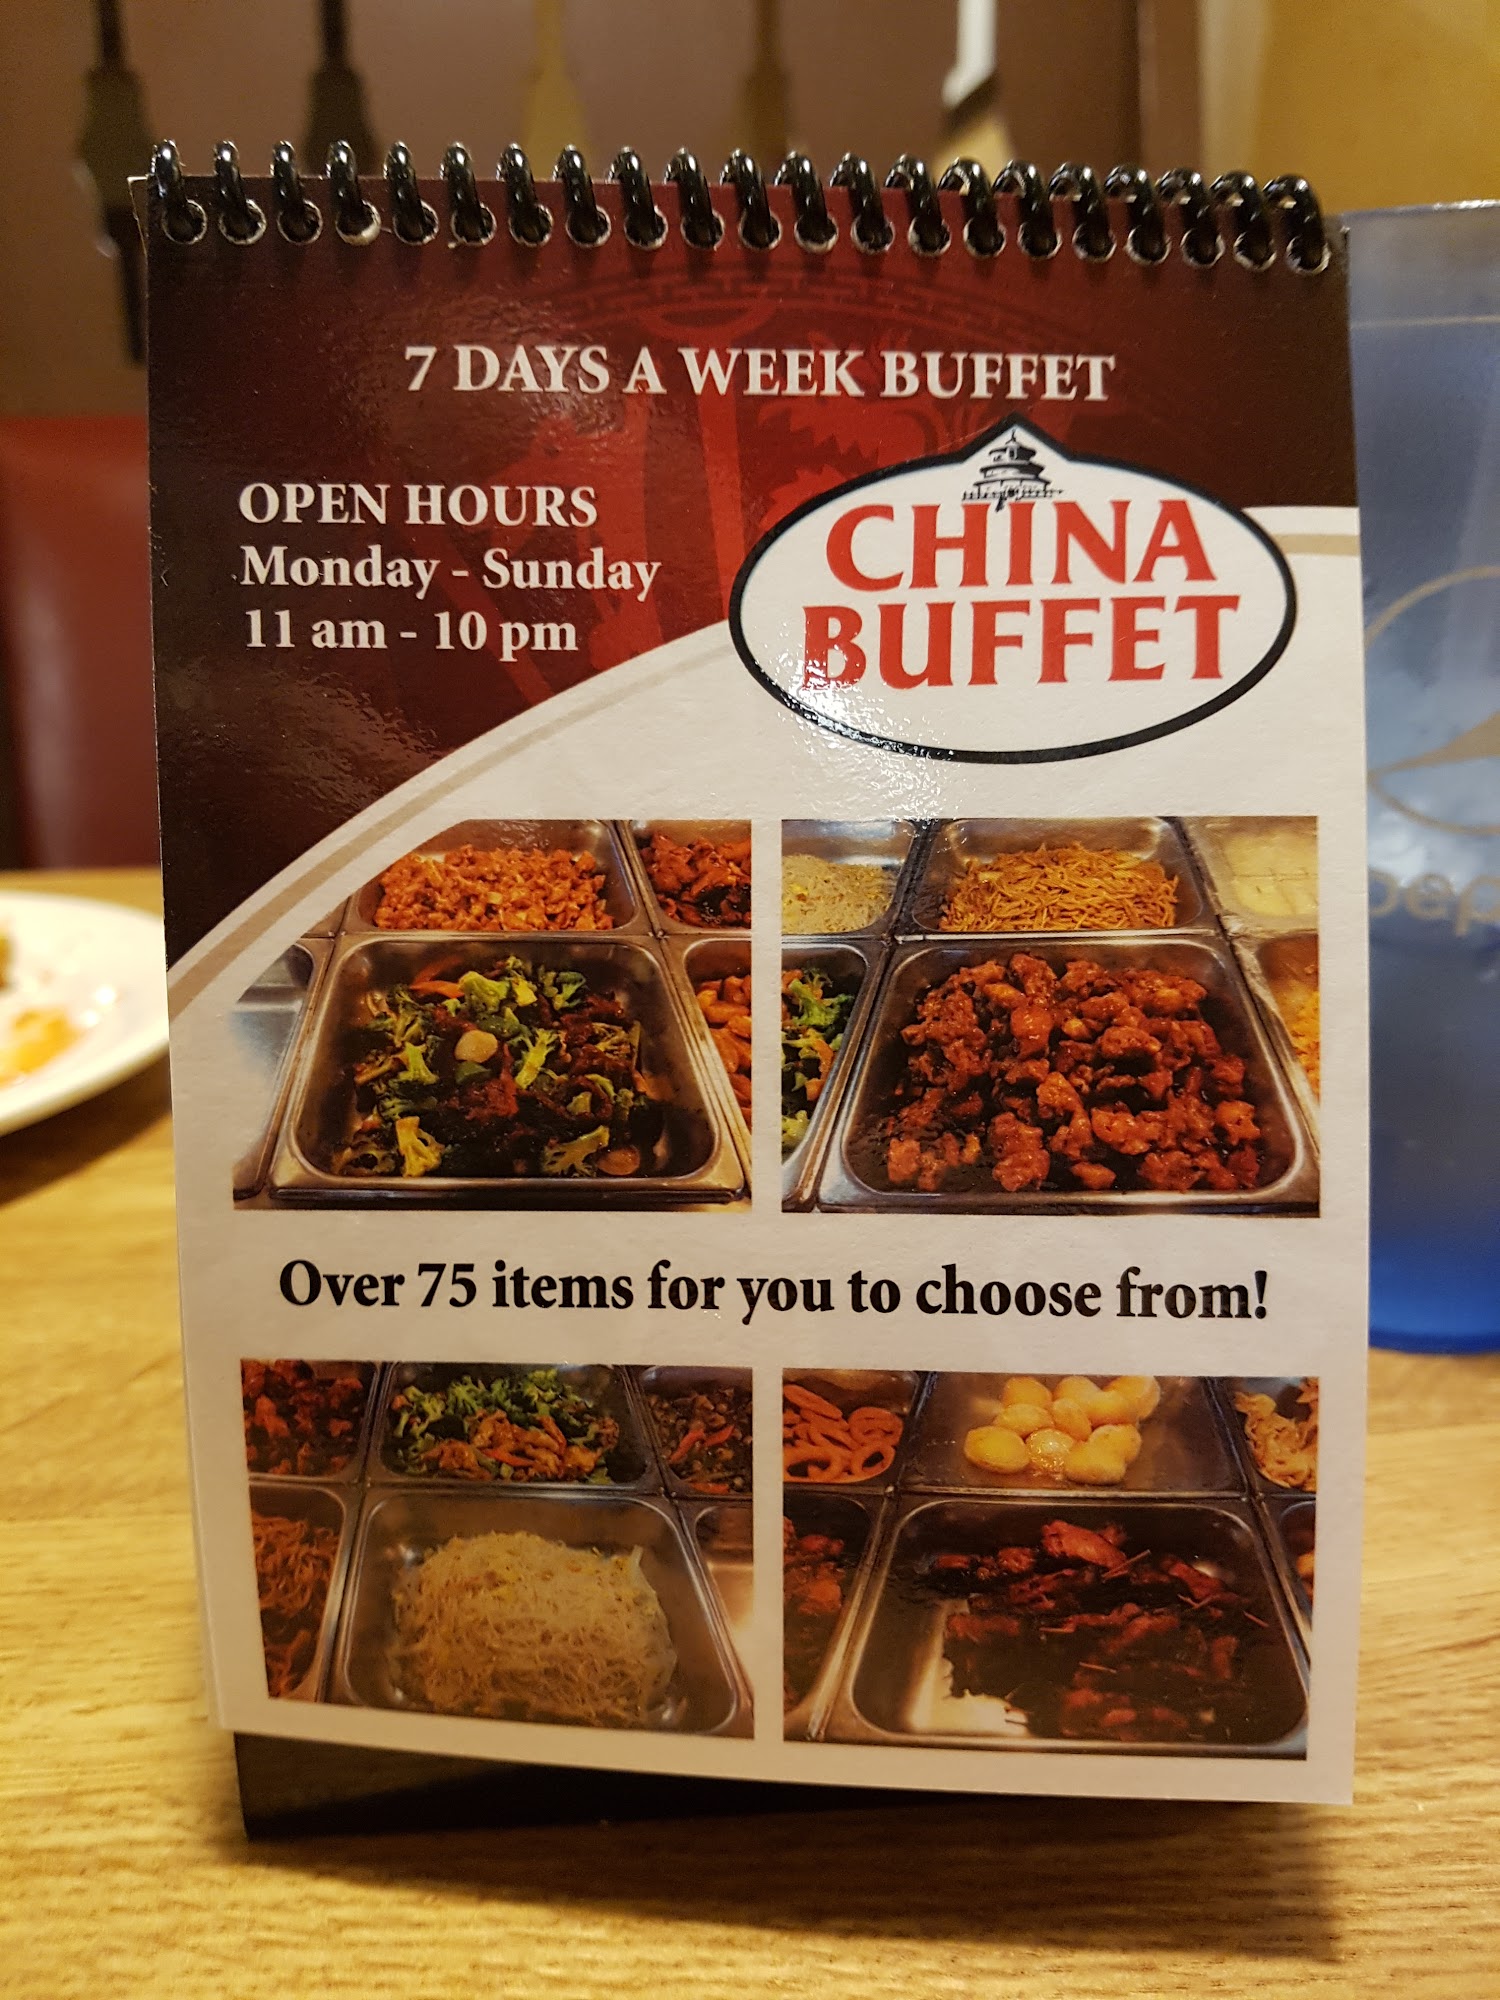 7 DAYS A WEEK BUFFET
OPEN HOURS
Monday - Sunday
11 am - 10 pm
CHINA
BUFFET
Over 75 items for you to choose from!